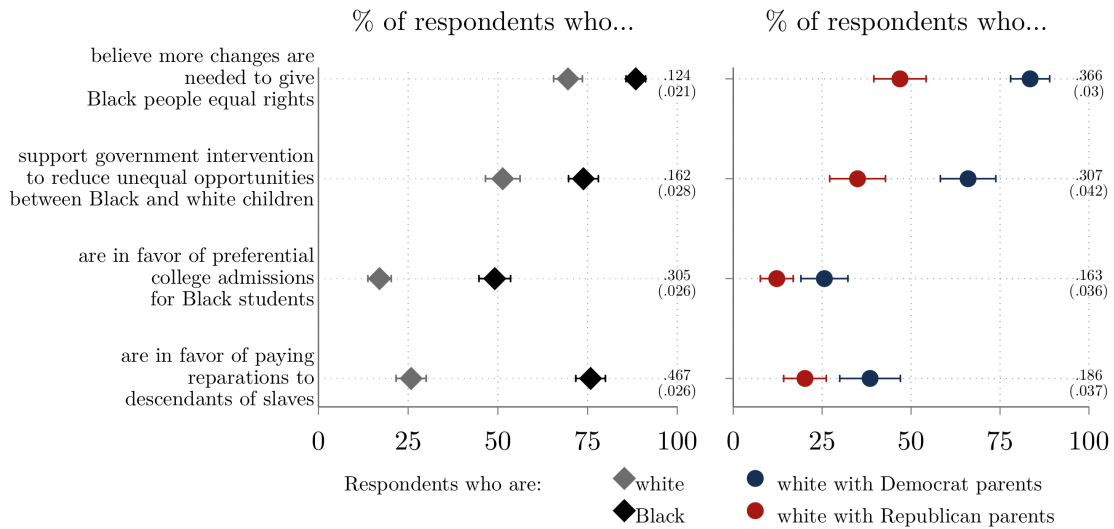 % of respondents who...
% of respondents who...
believe more changes are
needed to give
Black people equal rights
.124
(.021)
.366
(.03)
support government intervention
to reduce unequal opportunities
between Black and white children
.162
(.028)
.307
(.042)
are in favor of preferential
college admissions
for Black students
.305
(.026)
.163
(.036)
are in favor of paying
reparations to
descendants of slaves
.467
(.026)
.186
(.037)
0 25 50 75 100
0 25 50 75 100
Respondents who are:
white
Black
white with Democrat parents
white with Republican parents